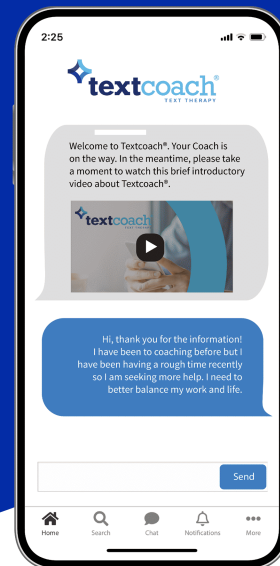 2:25
textcoach®
TEXT THERAPY
Welcome to Textcoach®. Your Coach is
on the way. In the meantime, please take
a moment to watch this brief introductory
video about Textcoach®.
textcoach
TEXT THERAPY
Hi, thank you for the information!
I have been to coaching before but I
have been having a rough time recently
so I am seeking more help. I need to
better balance my work and life.
Send
Home Search Chat Notifications More